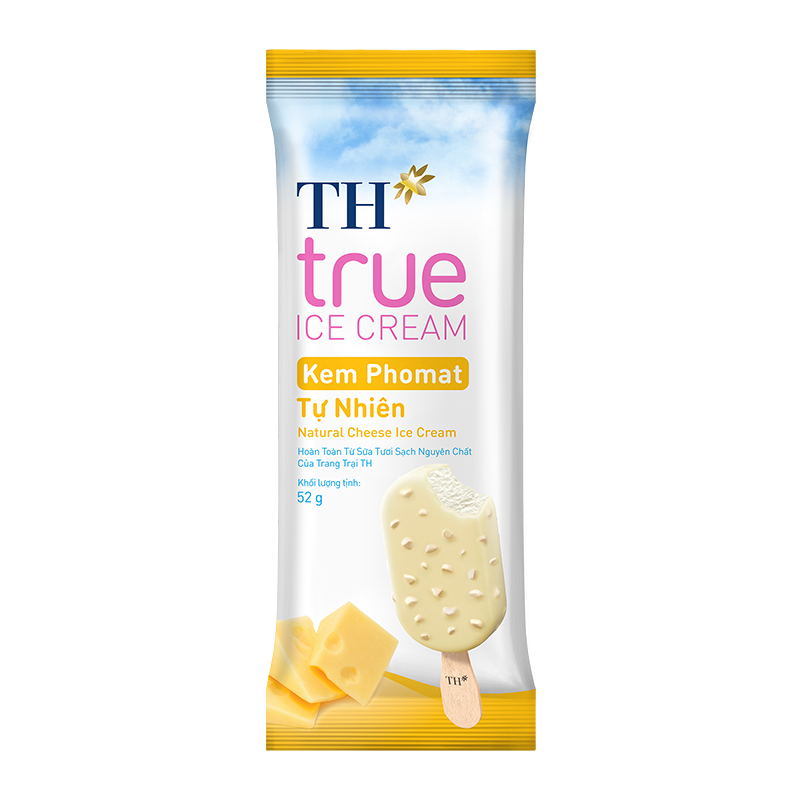 TH
true
ICE CREAM
Kem Phomat
Tự Nhiên
Natural Cheese Ice Cream
Hoàn Toàn Từ Sữa Tươi Sạch Nguyên Chất
Của Trang Trại TH
Khối lượng tịnh:
52 g
TH